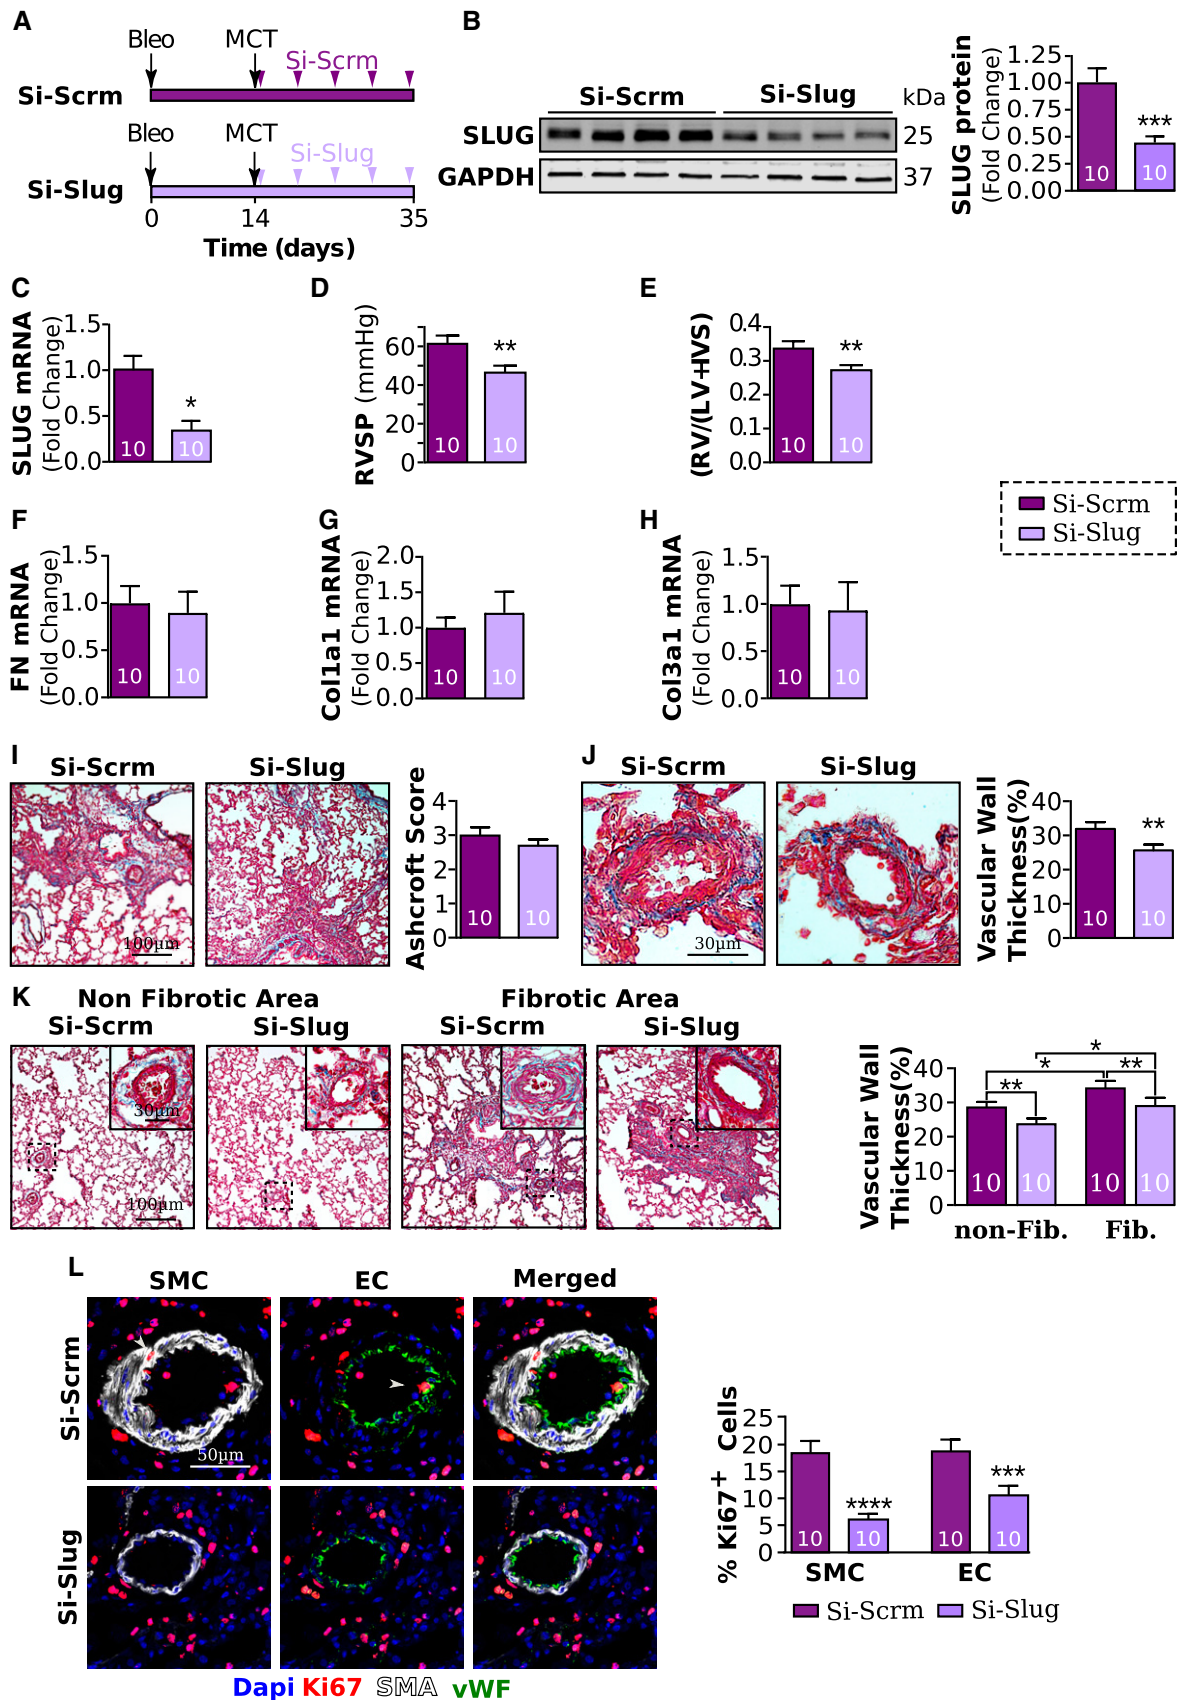 A
Bleo MCT
Si-Scrm
Si-Scrm
Bleo MCT
Si-Slug
Si-Slug
0 14 35
Time (days)
B
Si-Scrm Si-Slug kDa
SLUG 25
GAPDH 37
SLUG protein
(Fold Change)
1.25
1.00
0.75
0.50
0.25
0.00
***
10 10
C
SLUG mRNA
(Fold Change)
1.5
1.0
0.5
0.0
*
10 10
D
RVSP (mmHg)
60
40
20
0
**
10 10
E
(RV/(LV+IVS)
0.4
0.3
0.2
0.1
0.0
**
10 10
Si-Scrm
Si-Slug
F
FN mRNA
(Fold Change)
1.5
1.0
0.5
0.0
10 10
G
Col1a1 mRNA
(Fold Change)
2.0
1.5
1.0
0.5
0.0
10 10
H
Col3a1 mRNA
(Fold Change)
1.5
1.0
0.5
0.0
10 10
I
Si-Scrm Si-Slug
100µm
Ashcroft Score
4
3
2
1
0
10 10
J
Si-Scrm Si-Slug
30µm
Vascular Wall
Thickness(%)
40
30
20
10
0
**
10 10
K
Non Fibrotic Area Fibrotic Area
Si-Scrm Si-Slug Si-Scrm Si-Slug
30µm
100µm
Vascular Wall
Thickness(%)
40
30
20
10
0
*
* **
**
10 10 10 10
non-Fib. Fib.
L
SMC EC Merged
Si-Scrm
50µm
Si-Slug
Dapi Ki67 SMA vWF
% Ki67+ Cells
25
20
15
10
5
0
**** ***
10 10 10 10
SMC EC
Si-Scrm Si-Slug